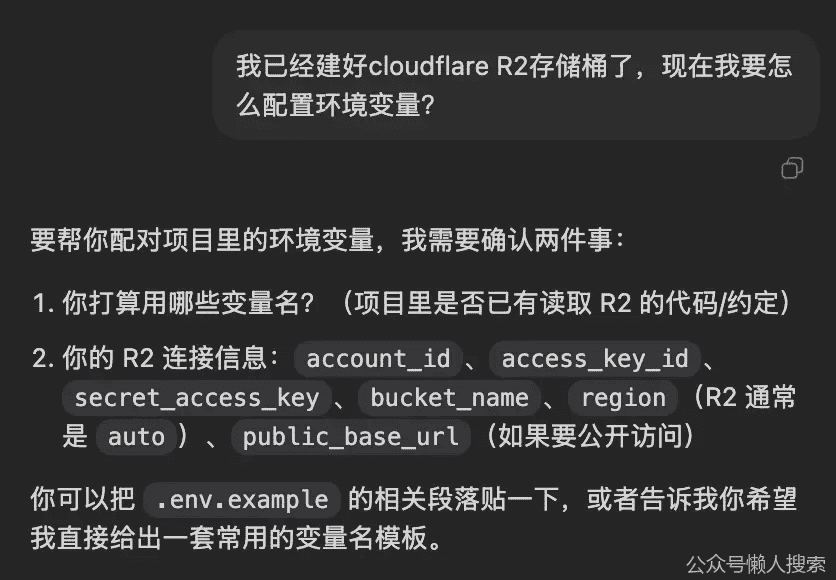 我已经建好cloudflare R2存储桶了，现在我要怎
么配置环境变量？
要帮你配对项目里的环境变量，我需要确认两件事：
1. 你打算用哪些变量名？（项目里是否已有读取 R2 的代码/约定）
2. 你的 R2 连接信息：account_id、access_key_id、
secret_access_key、bucket_name、region（R2 通常
是 auto）、public_base_url（如果要公开访问）
你可以把 .env.example 的相关段落贴一下，或者告诉我你希望
我直接给出一套常用的变量名模板。
公众号懒人搜索